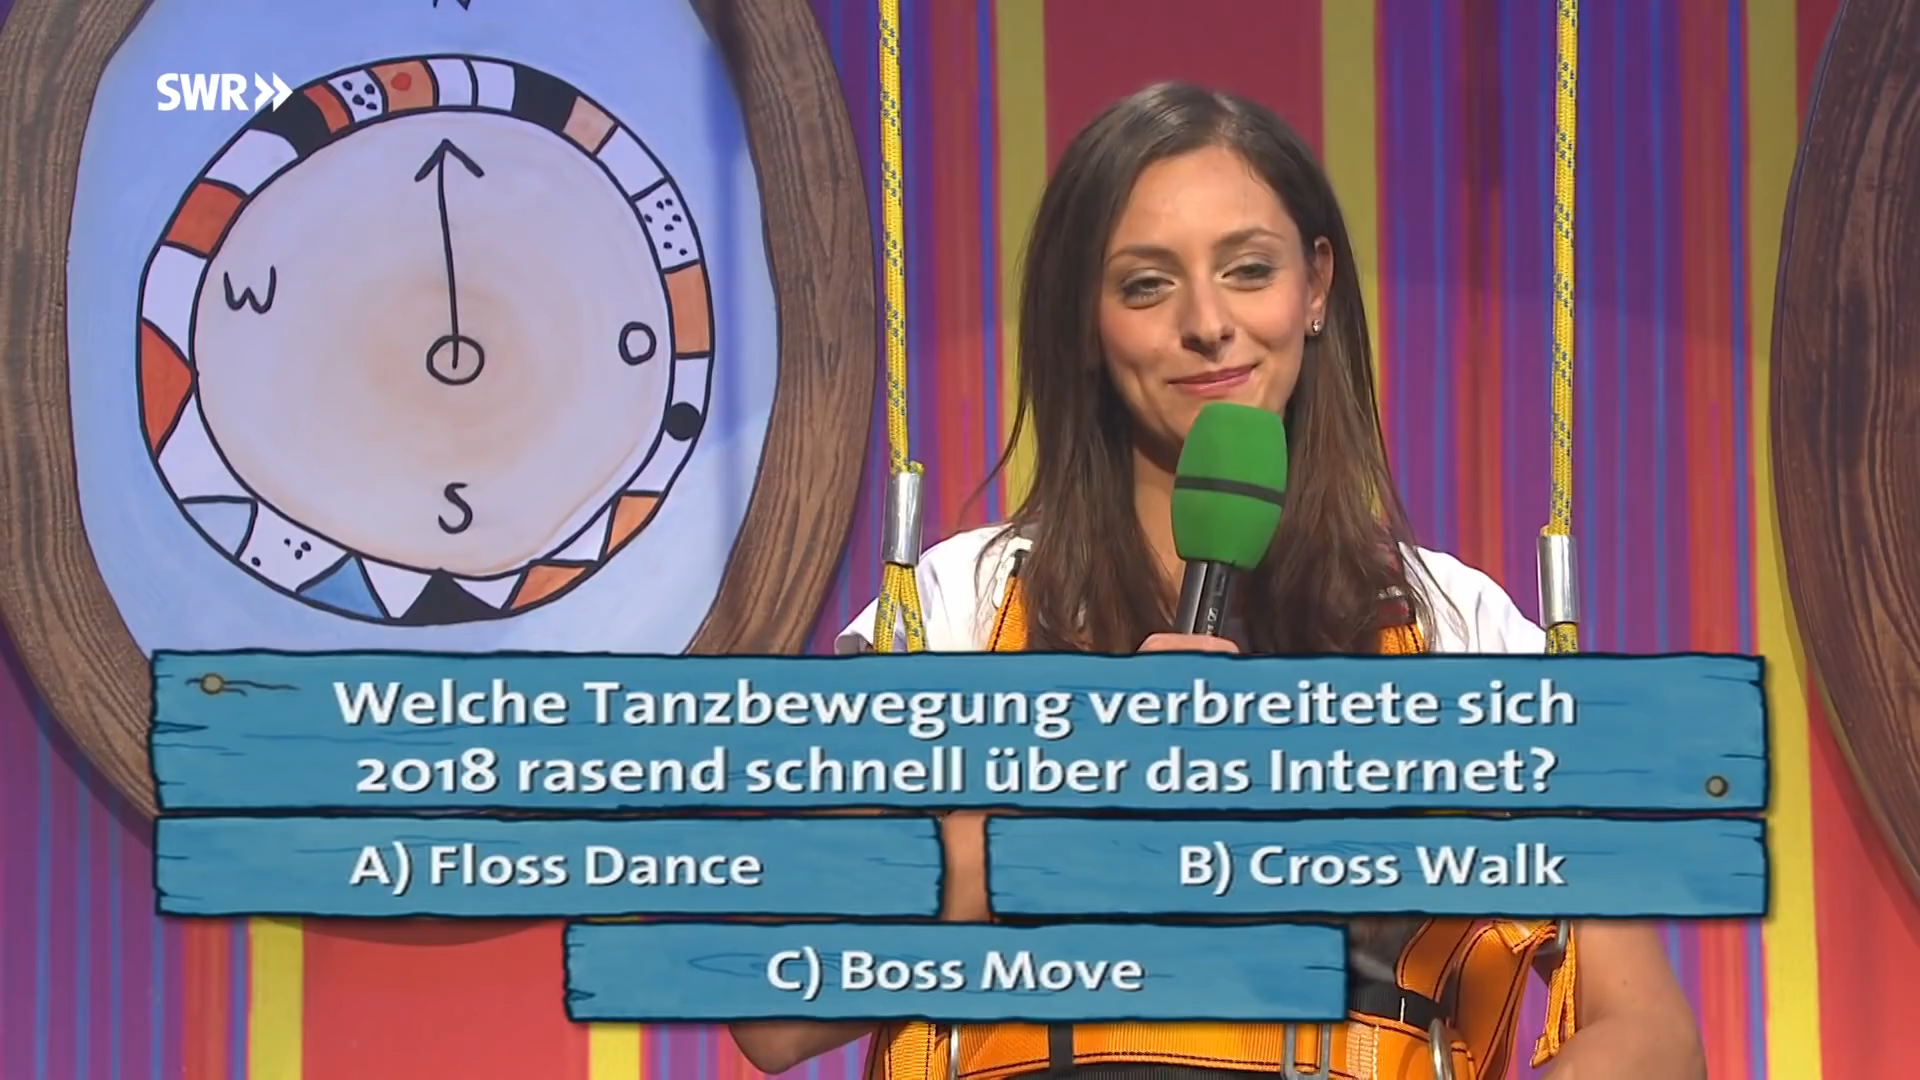 N
SWR»
W
O
S
Welche Tanzbewegung verbreitete sich
2018 rasend schnell über das Internet?
A) Floss Dance
B) Cross Walk
C) Boss Move